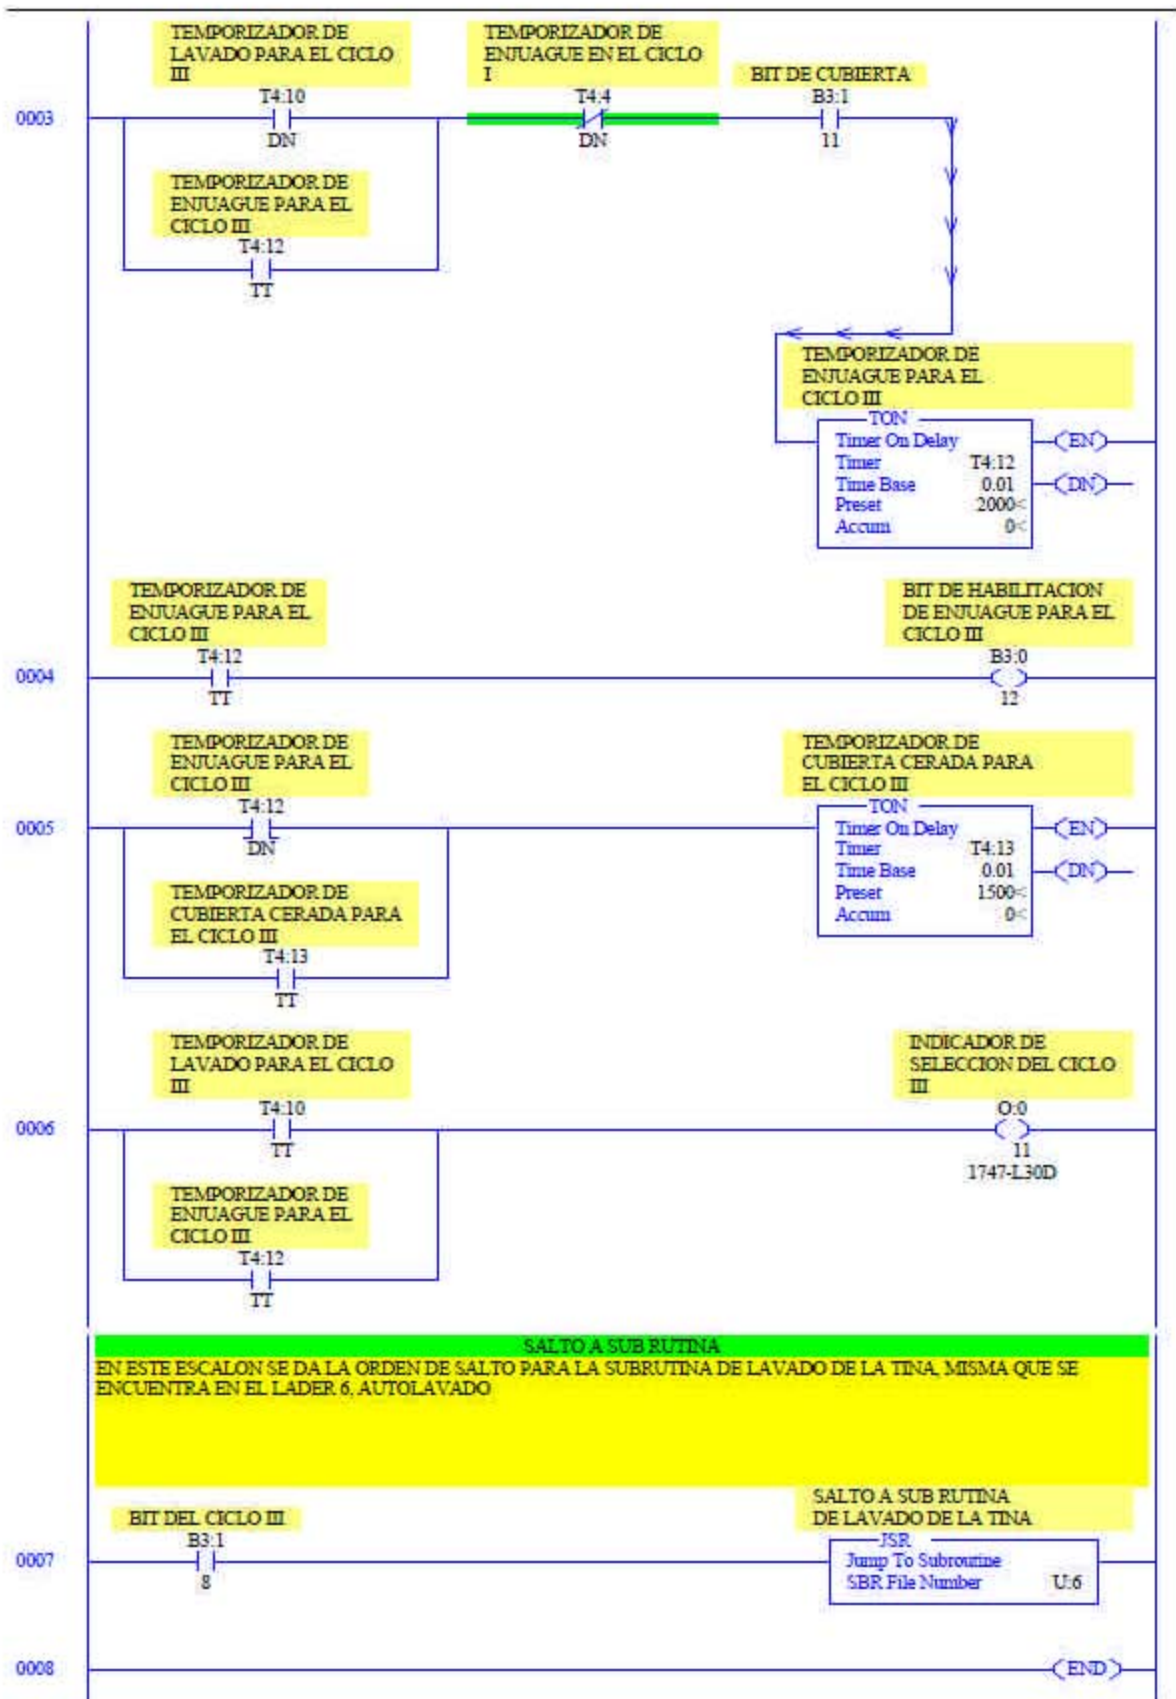 TEMPORIZADOR DE
LAVADO PARA EL CICLO
III
T4:10
DN
TEMPORIZADOR DE
ENJUAGUE EN EL CICLO
I
T4:4
DN
BIT DE CUBIERTA
B3:1
11
0003
TEMPORIZADOR DE
ENJUAGUE PARA EL
CICLO III
T4:12
TT
TEMPORIZADOR DE
ENJUAGUE PARA EL
CICLO III
TON
Timer On Delay
Timer T4:12
Time Base 0.01
Preset 2000<
Accum 0<
EN
DN
TEMPORIZADOR DE
ENJUAGUE PARA EL
CICLO III
T4:12
TT
BIT DE HABILITACION
DE ENJUAGUE PARA EL
CICLO III
B3:0
12
0004
TEMPORIZADOR DE
ENJUAGUE PARA EL
CICLO III
T4:12
DN
TEMPORIZADOR DE
CUBIERTA CERADA PARA
EL CICLO III
TON
Timer On Delay
Timer T4:13
Time Base 0.01
Preset 1500<
Accum 0<
EN
DN
0005
TEMPORIZADOR DE
CUBIERTA CERADA PARA
EL CICLO III
T4:13
TT
TEMPORIZADOR DE
LAVADO PARA EL CICLO
III
T4:10
TT
INDICADOR DE
SELECCION DEL CICLO
III
O:0
11
1747-L30D
0006
TEMPORIZADOR DE
ENJUAGUE PARA EL
CICLO III
T4:12
TT
SALTO A SUB RUTINA
EN ESTE ESCALON SE DA LA ORDEN DE SALTO PARA LA SUBRUTINA DE LAVADO DE LA TINA, MISMA QUE SE
ENCUENTRA EN EL LADER 6, AUTOLAVADO
BIT DEL CICLO III
B3:1
8
SALTO A SUB RUTINA
DE LAVADO DE LA TINA
JSR
Jump To Subroutine
SBR File Number U:6
0007
0008
END